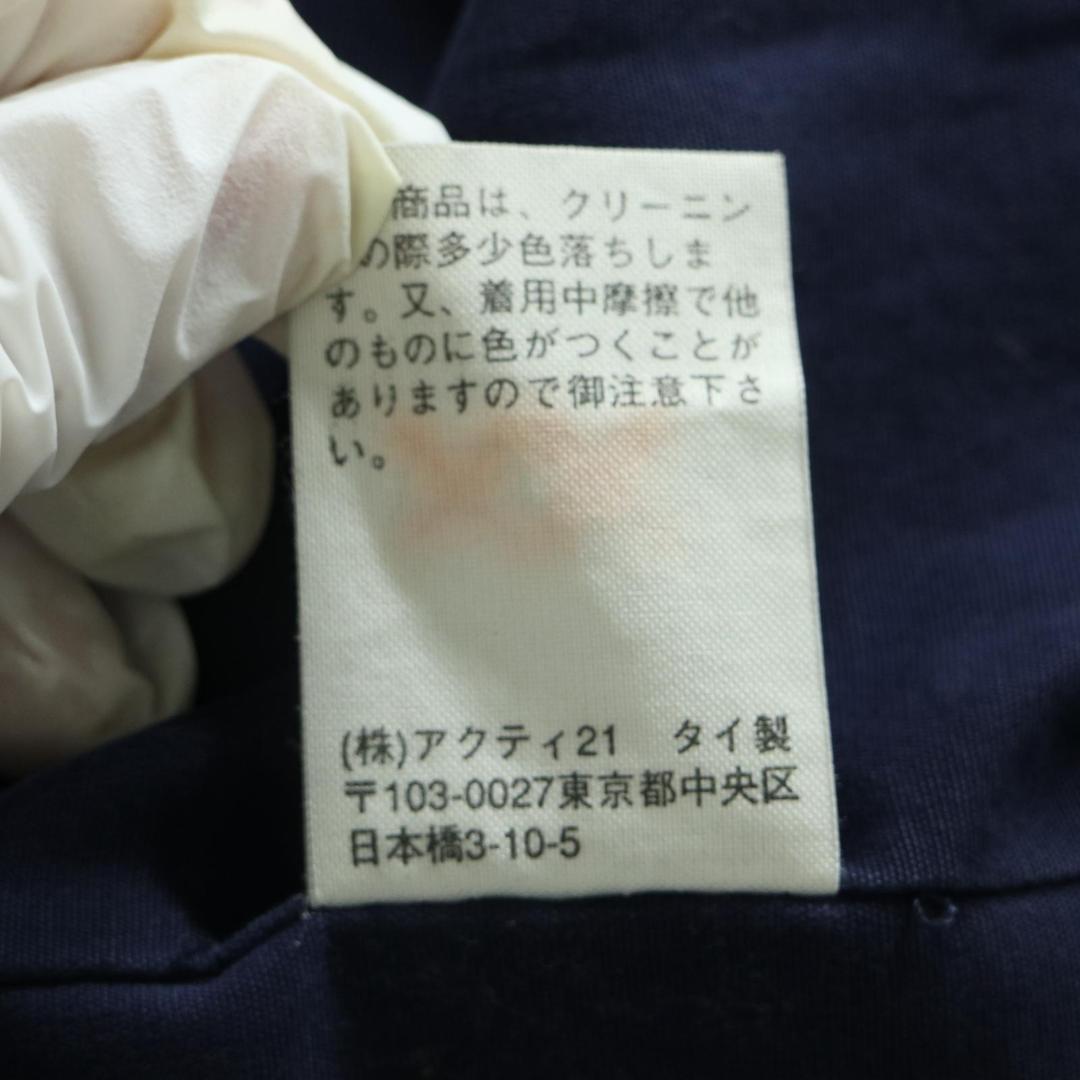 商品は、クリーニン
の際多少色落ちしま
す。又、着用中摩擦で他
のものに色がつくことが
ありますので御注意下さ
い。
(株)アクティ21　タイ製
〒103-0027東京都中央区
日本橋3-10-5